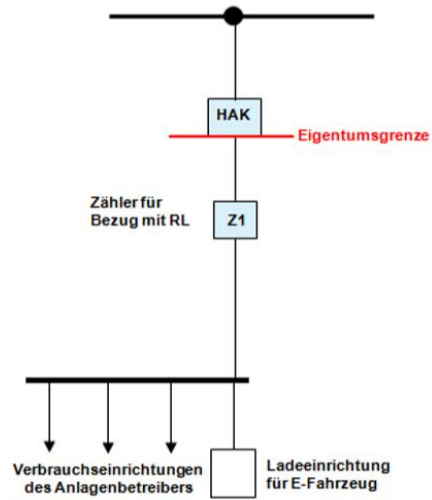 HAK
Eigentumsgrenze
Zähler für
Bezug mit RL
Z1
Verbrauchseinrichtungen
des Anlagenbetreibers
Ladeeinrichtung
für E-Fahrzeug